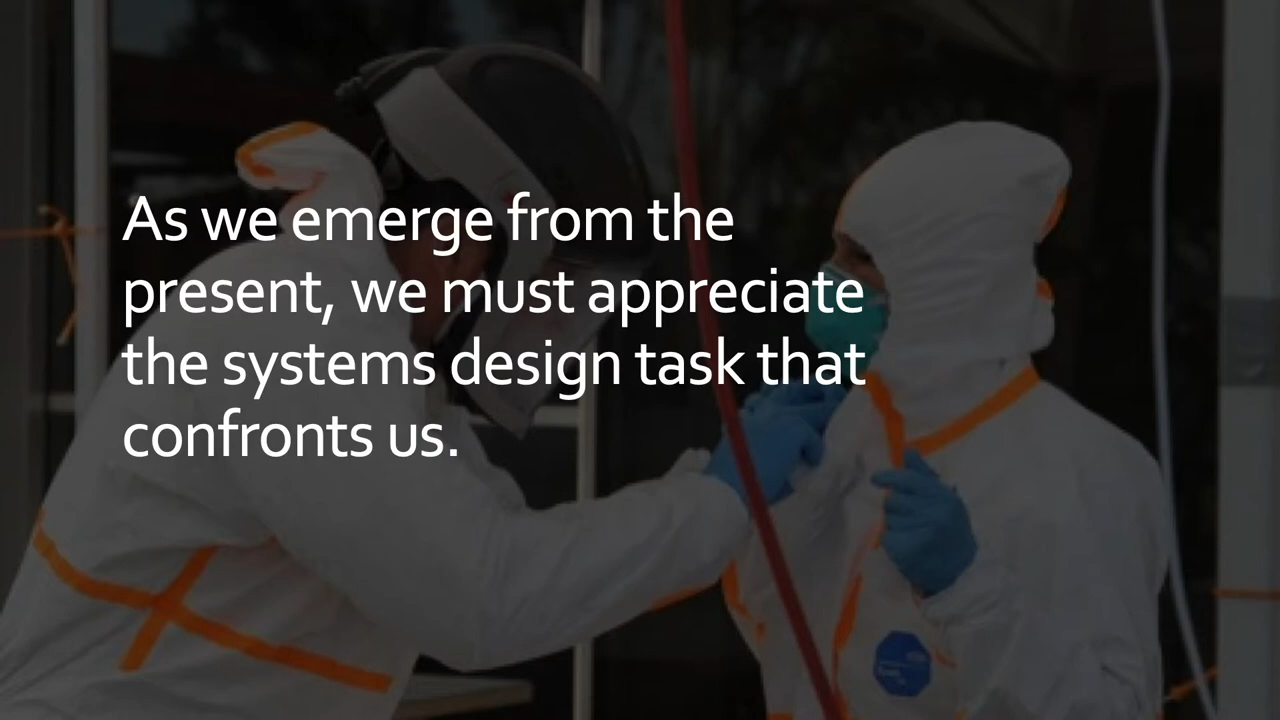 As we emerge from the
present, we must appreciate
the systems design task that
confronts us.